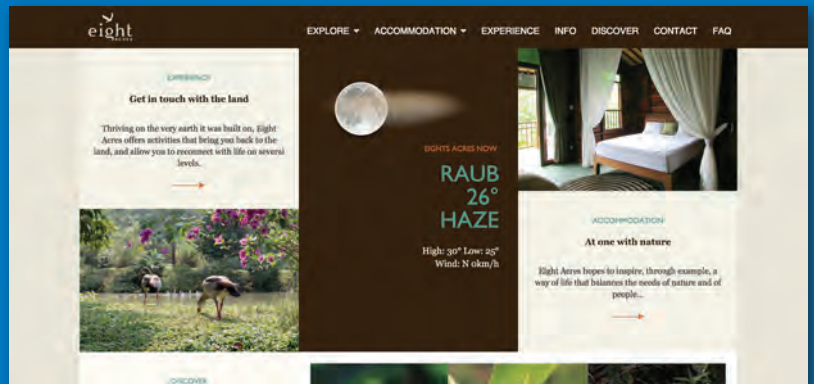 eight
ACRES
EXPLORE ACCOMMODATION EXPERIENCE INFO DISCOVER CONTACT FAQ
EXPERIENCE
Get in touch with the land
Thriving on the very earth it was built on, Eight
Acres offers activities that bring you back to the
land, and allow you to reconnect with life on several
levels.
EIGHTS ACRES NOW
RAUB
26°
HAZE
High: 30° Low: 25°
Wind: N 0km/h
ACCOMMODATION
At one with nature
Eight Acres hopes to inspire, through example, a
way of life that balances the needs of nature and of
people...
DISCOVER